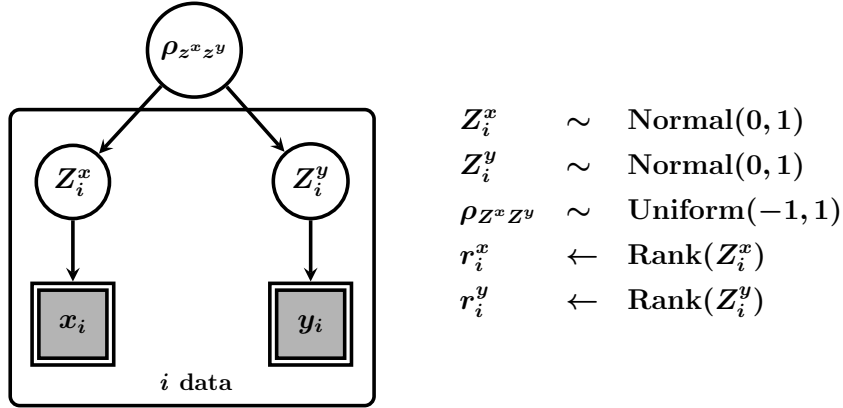 ρ_{z^x z^y}
Z_i^x
Z_i^y
x_i
y_i
i data
Z_i^x ∼ Normal(0, 1)
Z_i^y ∼ Normal(0, 1)
ρ_{Z^x Z^y} ∼ Uniform(−1, 1)
r_i^x ← Rank(Z_i^x)
r_i^y ← Rank(Z_i^y)